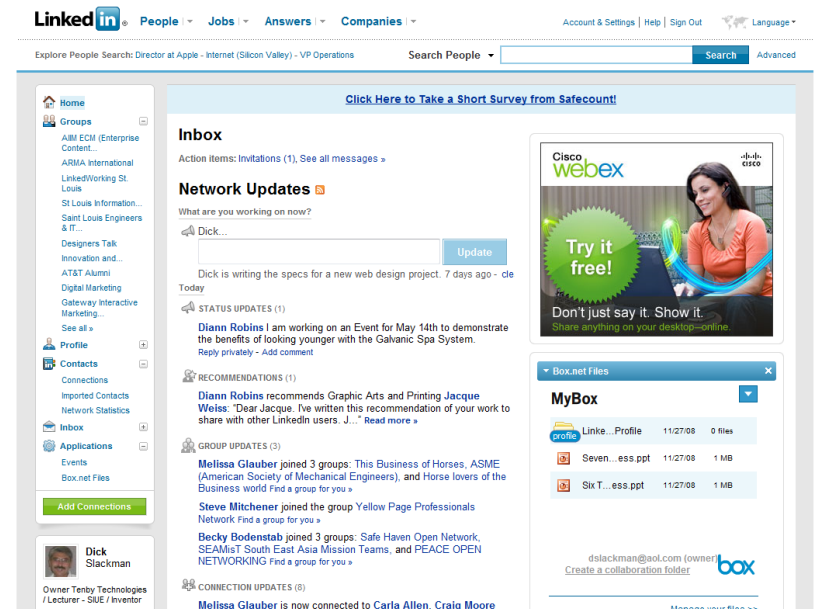 Linked in
People Jobs Answers Companies
Account & Settings | Help | Sign Out Language
Explore People Search: Director at Apple - Internet (Silicon Valley) - VP Operations
Search People Search Advanced
Home
Groups
AIIM ECM (Enterprise
Content...
ARMA International
LinkedWorking St.
Louis
St Louis Information...
Saint Louis Engineers
& IT...
Designers Talk
Innovation and...
AT&T Alumni
Digital Marketing
Gateway Interactive
Marketing...
See all »
Profile
Contacts
Connections
Imported Contacts
Network Statistics
Inbox
Applications
Events
Box.net Files
Add Connections
Dick
Slackman
Owner Tenby Technologies
/ Lecturer - SIUE / Inventor
Click Here to Take a Short Survey from Safecount!
Inbox
Action items: Invitations (1), See all messages »
Network Updates
What are you working on now?
Dick...
Update
Dick is writing the specs for a new web design project. 7 days ago - cle
Today
STATUS UPDATES (1)
Diann Robins I am working on an Event for May 14th to demonstrate
the benefits of looking younger with the Galvanic Spa System.
Reply privately - Add comment
RECOMMENDATIONS (1)
Diann Robins recommends Graphic Arts and Printing Jacque
Weiss: "Dear Jacque. I've written this recommendation of your work to
share with other LinkedIn users. J..." Read more »
GROUP UPDATES (3)
Melissa Glauber joined 3 groups: This Business of Horses, ASME
(American Society of Mechanical Engineers), and Horse lovers of the
Business world Find a group for you »
Steve Mitchener joined the group Yellow Page Professionals
Network Find a group for you »
Becky Bodenstab joined 3 groups: Safe Haven Open Network,
SEAMisT South East Asia Mission Teams, and PEACE OPEN
NETWORKING Find a group for you »
CONNECTION UPDATES (8)
Melissa Glauber is now connected to Carla Allen, Craig Moore
Cisco
webex
CISCO
Try it
free!
Don't just say it. Show it.
Share anything on your desktop—online.
Box.net Files
MyBox
profile Linke...Profile 11/27/08 0 files
Seven...ess.ppt 11/27/08 1 MB
Six T...ess.ppt 11/27/08 1 MB
dslackman@aol.com (owner)
Create a collaboration folder
box
Manage your files >>